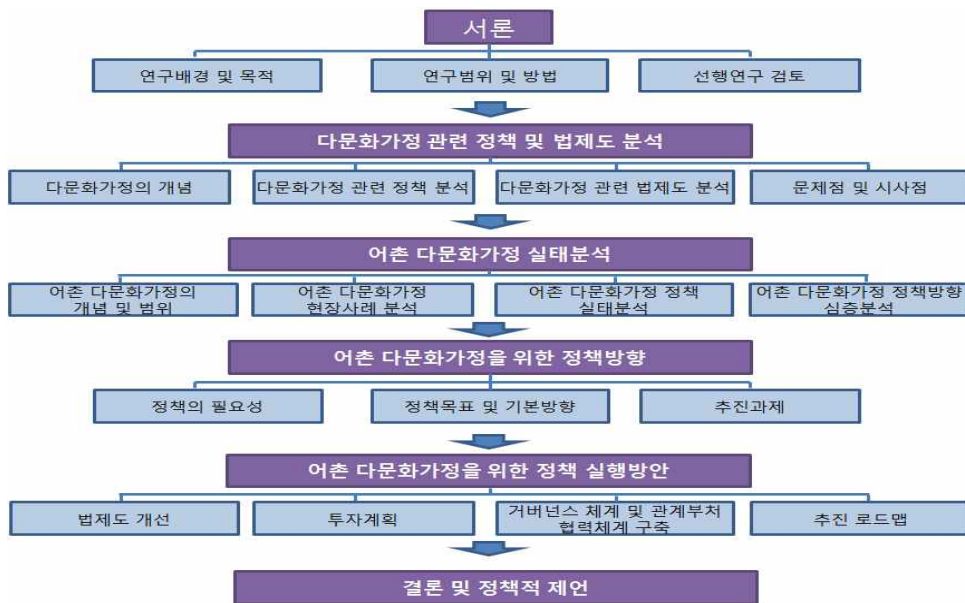 서론
연구배경 및 목적
연구범위 및 방법
선행연구 검토
다문화가정 관련 정책 및 법제도 분석
다문화가정의 개념
다문화가정 관련 정책 분석
다문화가정 관련 법제도 분석
문제점 및 시사점
어촌 다문화가정 실태분석
어촌 다문화가정의
개념 및 범위
어촌 다문화가정
현장사례 분석
어촌 다문화가정 정책
실태분석
어촌 다문화가정 정책방향
심층분석
어촌 다문화가정을 위한 정책방향
정책의 필요성
정책목표 및 기본방향
추진과제
어촌 다문화가정을 위한 정책 실행방안
법제도 개선
투자계획
거버넌스 체계 및 관계부처
협력체계 구축
추진 로드맵
결론 및 정책적 제언